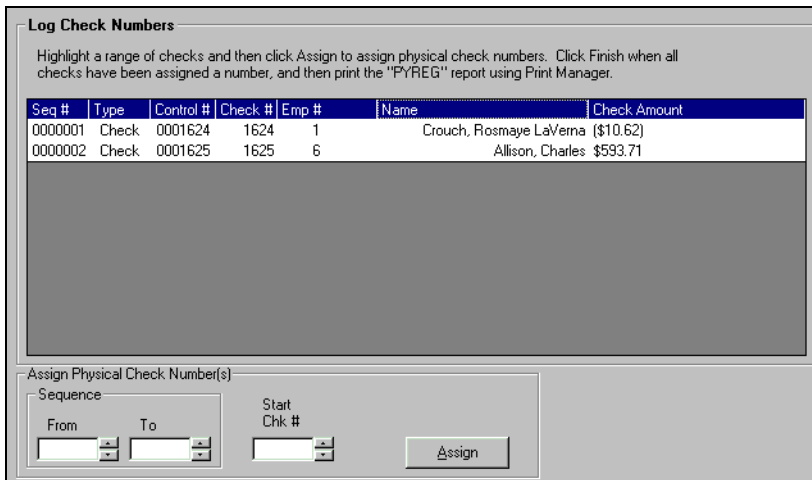 Log Check Numbers
Highlight a range of checks and then click Assign to assign physical check numbers. Click Finish when all
checks have been assigned a number, and then print the "PYREG" report using Print Manager.
Seq # Type Control # Check # Emp # Name Check Amount
0000001 Check 0001624 1624 1 Crouch, Rosmaye LaVerna ($10.62)
0000002 Check 0001625 1625 6 Allison, Charles $593.71
Assign Physical Check Number(s)
Sequence
From To Start
Chk #
Assign